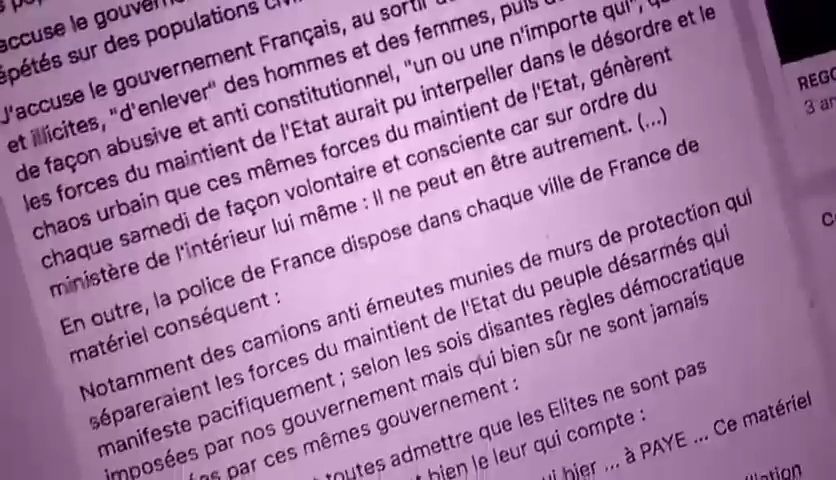 accuse le
épétés sur des populations
J'accuse le gouvernement Français, au sortir
et illicites, "d'enlever" des hommes et des femmes, puis
de façon abusive et anti constitutionnel, "un ou une n'importe qui",
les forces du maintient de l'Etat aurait pu interpeller dans le désordre et le
chaos urbain que ces mêmes forces du maintient de l'Etat, génèrent
chaque samedi de façon volontaire et consciente car sur ordre du
ministère de l'intérieur lui même : Il ne peut en être autrement. (...)
En outre, la police de France dispose dans chaque ville de France de
matériel conséquent :
Notamment des camions anti émeutes munies de murs de protection qui
sépareraient les forces du maintient de l'Etat du peuple désarmés qui
manifeste pacifiquement ; selon les sois disantes règles démocratique
imposées par nos gouvernement mais qui bien sûr ne sont jamais
par ces mêmes gouvernement :
toutes admettre que les Elites ne sont pas
bien le leur qui compte :
hier ... à PAYE ... Ce matériel
REGO
3